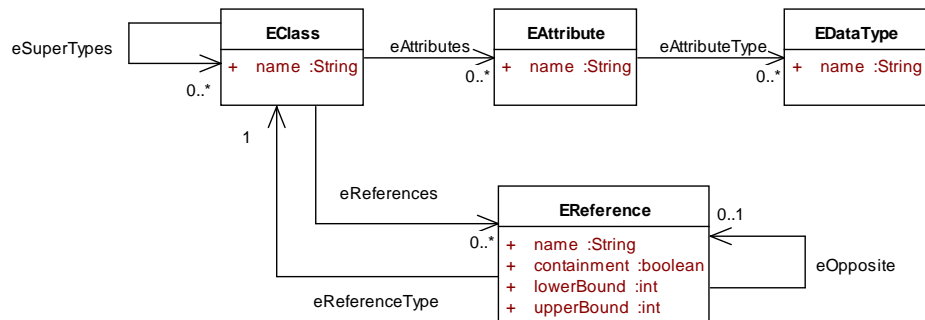 EClass
EAttribute
EDataType
eSuperTypes
eAttributes
eAttributeType
+ name :String
+ name :String
+ name :String
0..*
0..*
0..*
1
eReferences
EReference
0..1
0..*
+ name :String
+ containment :boolean
+ lowerBound :int
+ upperBound :int
eOpposite
eReferenceType